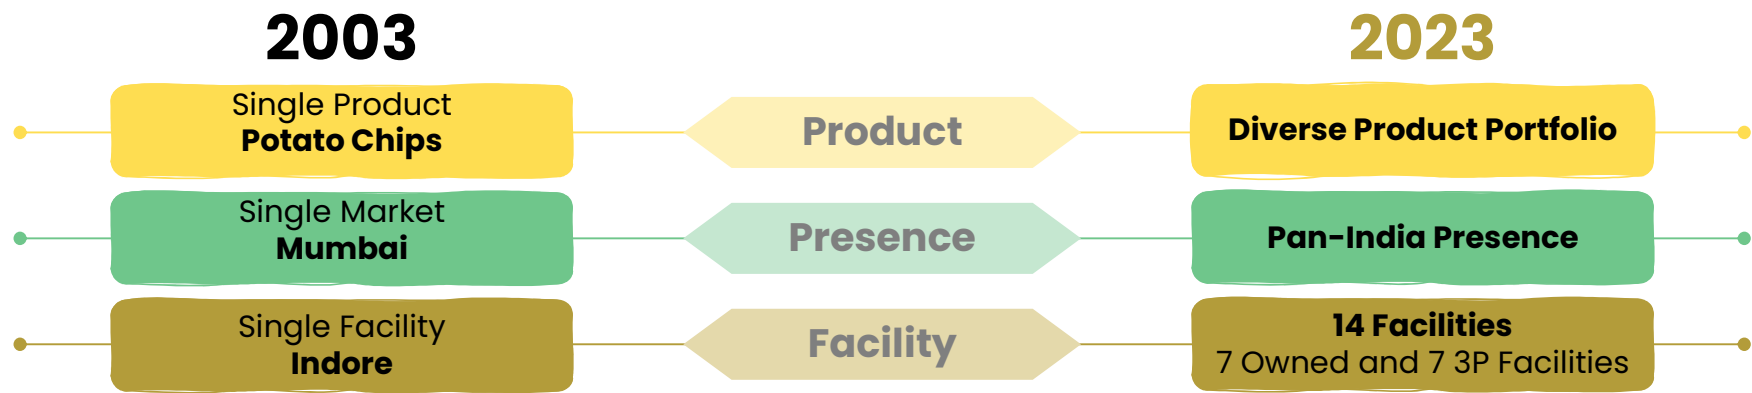 2003
2023
Single Product
Potato Chips
Product
Diverse Product Portfolio
Single Market
Mumbai
Presence
Pan-India Presence
Single Facility
Indore
Facility
14 Facilities
7 Owned and 7 3P Facilities